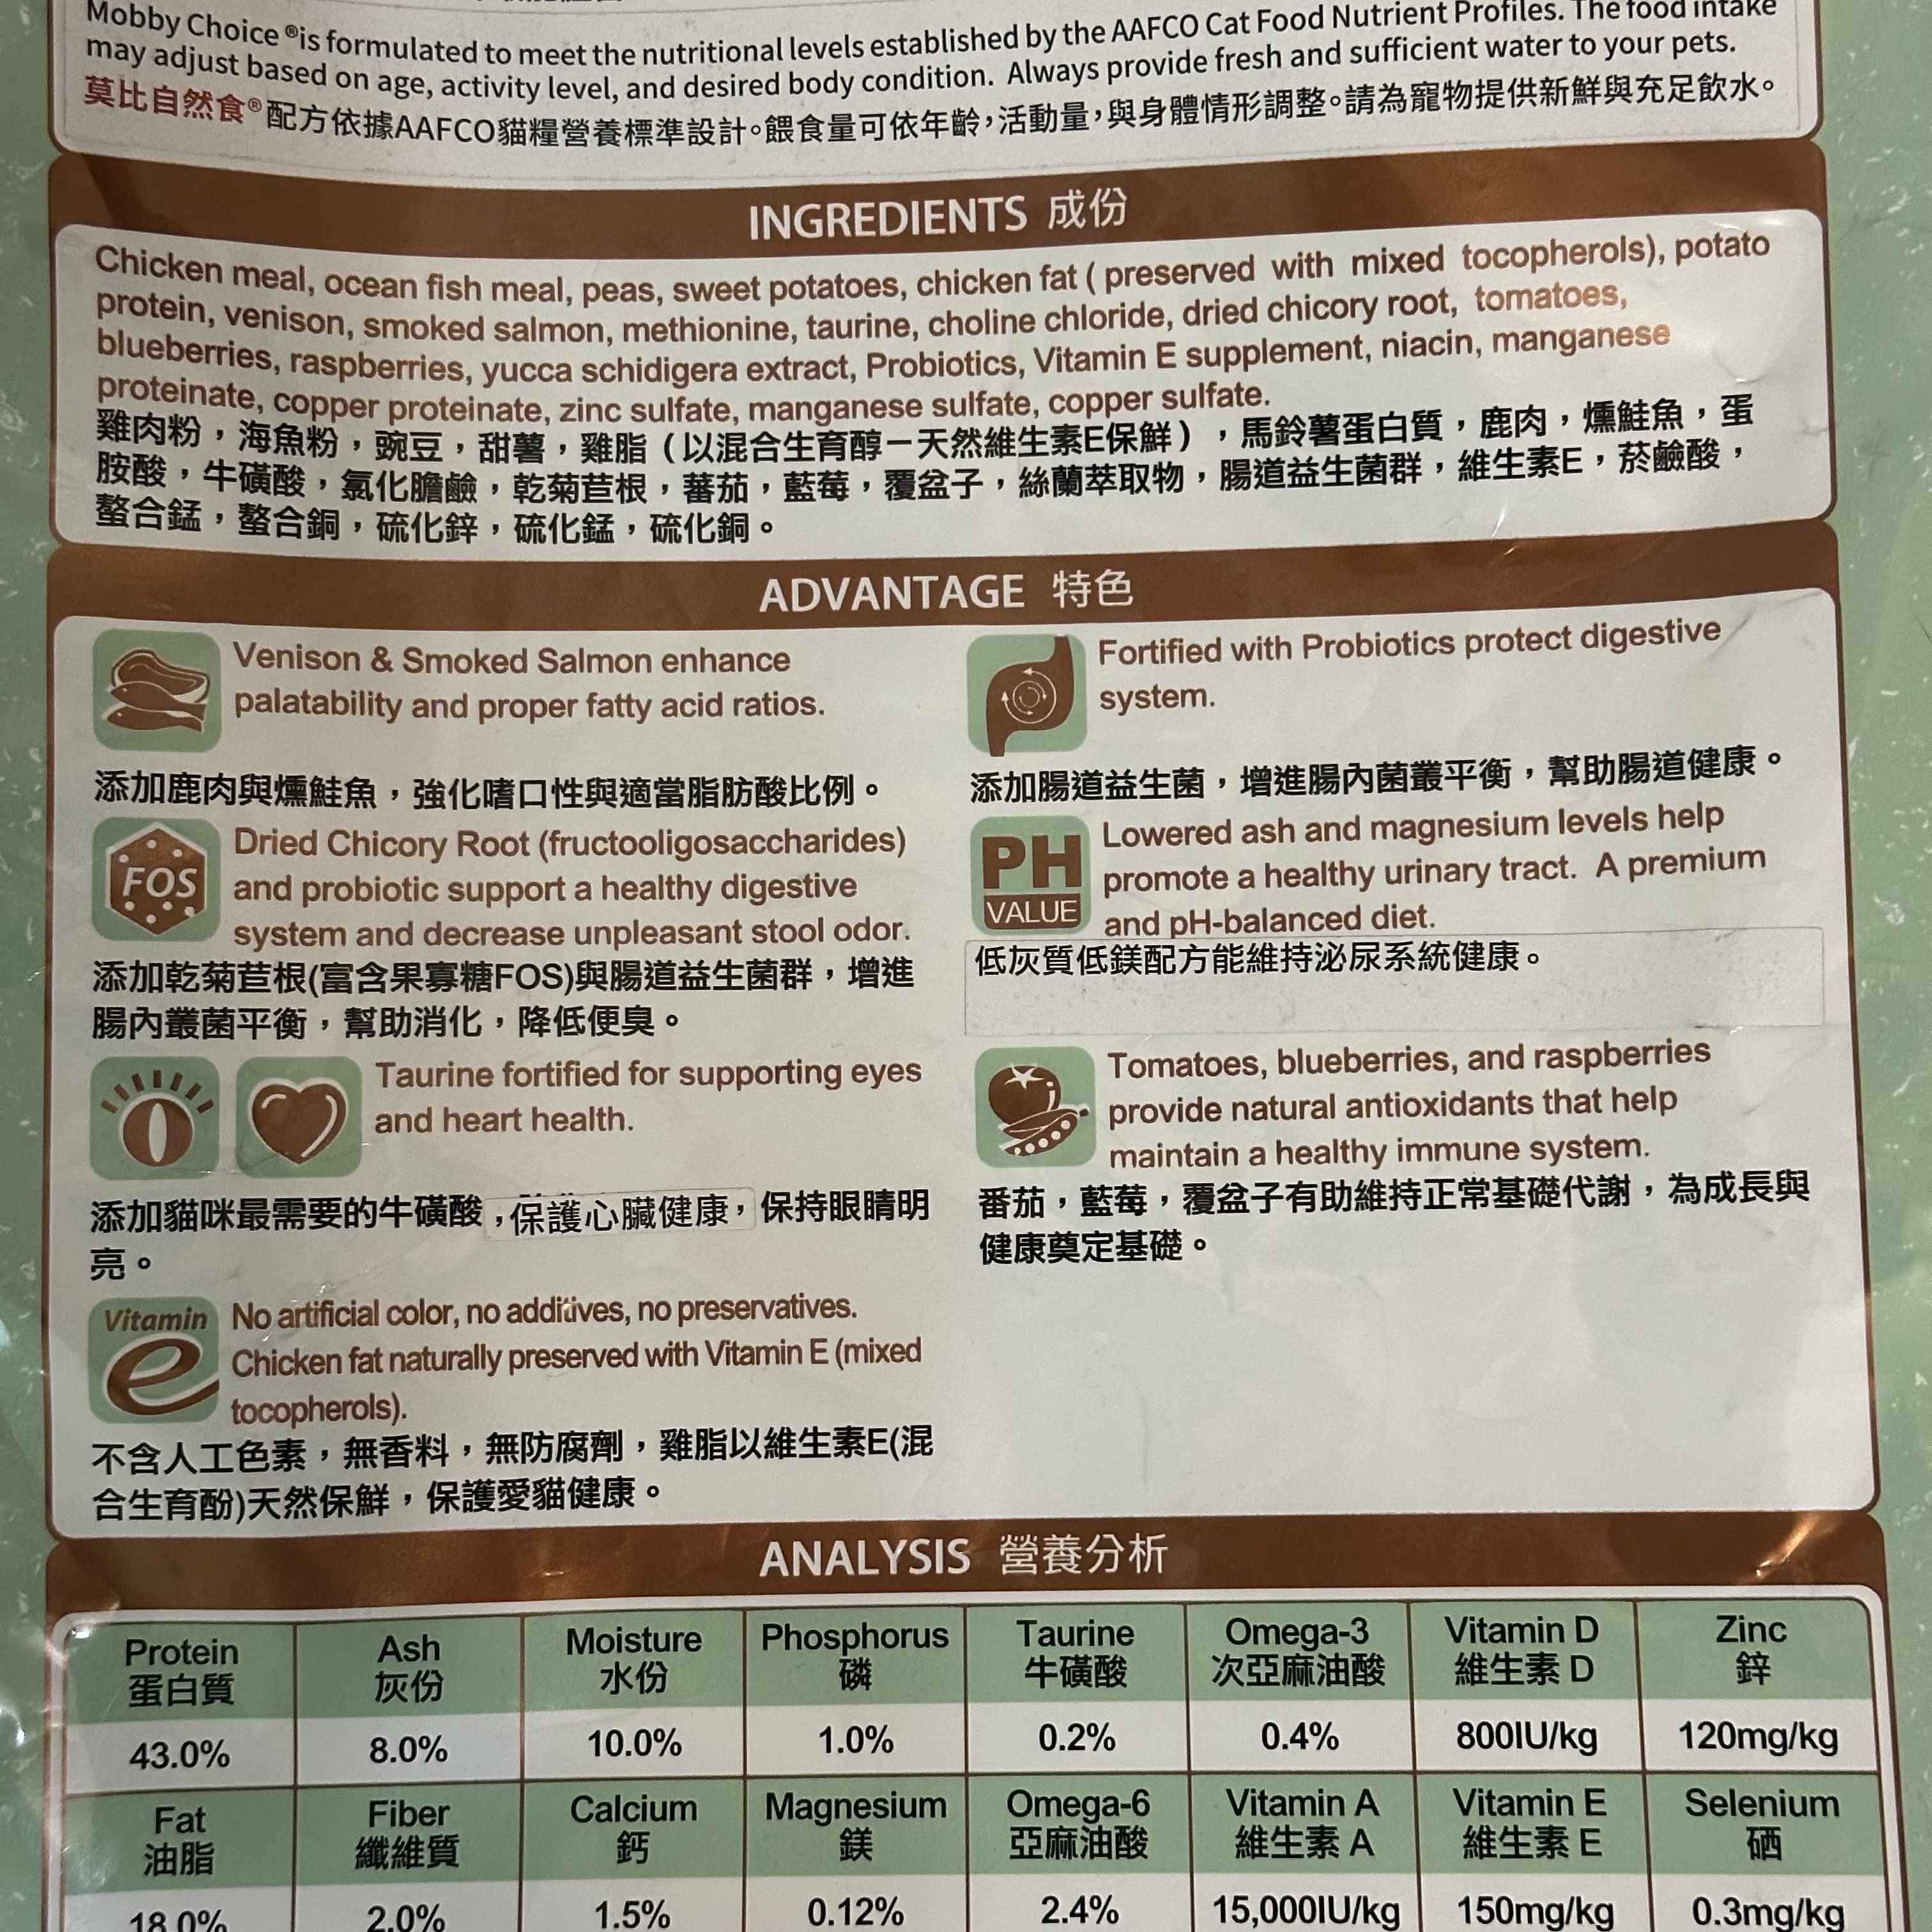 Mobby Choice ®is formulated to meet the nutritional levels established by the AAFCO Cat Food Nutrient Profiles. The food intake
may adjust based on age, activity level, and desired body condition. Always provide fresh and sufficient water to your pets.
莫比自然食®配方依據AAFCO貓糧營養標準設計。餵食量可依年齡，活動量，與身體情形調整。請為寵物提供新鮮與充足飲水。
INGREDIENTS 成份
Chicken meal, ocean fish meal, peas, sweet potatoes, chicken fat ( preserved with mixed tocopherols), potato
protein, venison, smoked salmon, methionine, taurine, choline chloride, dried chicory root, tomatoes,
blueberries, raspberries, yucca schidigera extract, Probiotics, Vitamin E supplement, niacin, manganese
proteinate, copper proteinate, zinc sulfate, manganese sulfate, copper sulfate.
雞肉粉，海魚粉，豌豆，甜薯，雞脂（以混合生育醇－天然維生素E保鮮），馬鈴薯蛋白質，鹿肉，燻鮭魚，蛋
胺酸，牛磺酸，氯化膽鹼，乾菊苣根，蕃茄，藍莓，覆盆子，絲蘭萃取物，腸道益生菌群，維生素E，菸鹼酸，
螯合錳，螯合銅，硫化鋅，硫化錳，硫化銅。
ADVANTAGE 特色
Venison & Smoked Salmon enhance
palatability and proper fatty acid ratios.
添加鹿肉與燻鮭魚，強化嗜口性與適當脂肪酸比例。
Fortified with Probiotics protect digestive
system.
添加腸道益生菌，增進腸內菌叢平衡，幫助腸道健康。
FOS
Dried Chicory Root (fructooligosaccharides)
and probiotic support a healthy digestive
system and decrease unpleasant stool odor.
添加乾菊苣根(富含果寡糖FOS)與腸道益生菌群，增進
腸內叢菌平衡，幫助消化，降低便臭。
PH
VALUE
Lowered ash and magnesium levels help
promote a healthy urinary tract. A premium
and pH-balanced diet.
低灰質低鎂配方能維持泌尿系統健康。
Taurine fortified for supporting eyes
and heart health.
添加貓咪最需要的牛磺酸，保護心臟健康，保持眼睛明
亮。
Tomatoes, blueberries, and raspberries
provide natural antioxidants that help
maintain a healthy immune system.
番茄，藍莓，覆盆子有助維持正常基礎代謝，為成長與
健康奠定基礎。
Vitamin
e
No artificial color, no additives, no preservatives.
Chicken fat naturally preserved with Vitamin E (mixed
tocopherols).
不含人工色素，無香料，無防腐劑，雞脂以維生素E(混
合生育酚)天然保鮮，保護愛貓健康。
ANALYSIS 營養分析
Protein Ash Moisture Phosphorus Taurine Omega-3 Vitamin D Zinc
蛋白質 灰份 水份 磷 牛磺酸 次亞麻油酸 維生素 D 鋅
43.0% 8.0% 10.0% 1.0% 0.2% 0.4% 800IU/kg 120mg/kg
Fat Fiber Calcium Magnesium Omega-6 Vitamin A Vitamin E Selenium
油脂 纖維質 鈣 鎂 亞麻油酸 維生素 A 維生素 E 硒
18.0% 2.0% 1.5% 0.12% 2.4% 15,000IU/kg 150mg/kg 0.3mg/kg